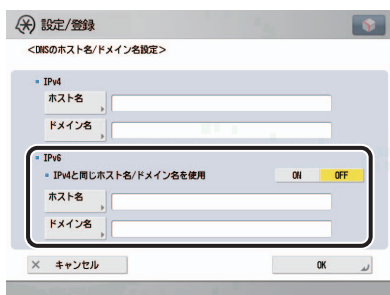 設定/登録
<DNSのホスト名/ドメイン名設定>
IPv4
ホスト名
ドメイン名
IPv6
IPv4と同じホスト名/ドメイン名を使用 ON OFF
ホスト名
ドメイン名
× キャンセル OK